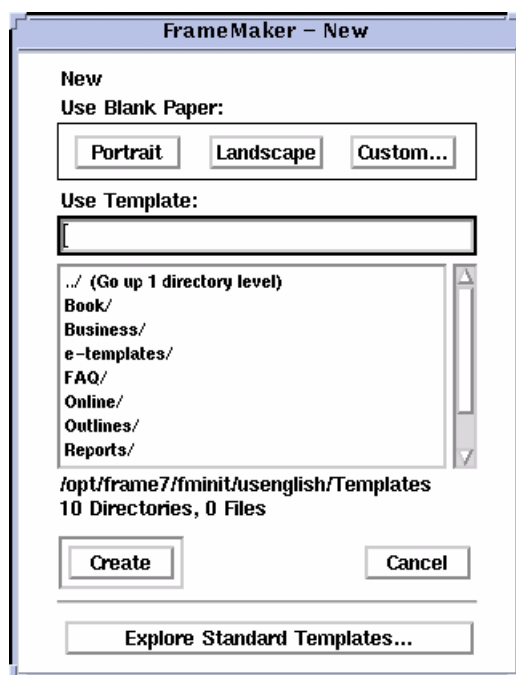 FrameMaker – New
New
Use Blank Paper:
Portrait Landscape Custom...
Use Template:
../ (Go up 1 directory level)
Book/
Business/
e-templates/
FAQ/
Online/
Outlines/
Reports/
/opt/frame7/fminit/usenglish/Templates
10 Directories, 0 Files
Create Cancel
Explore Standard Templates...